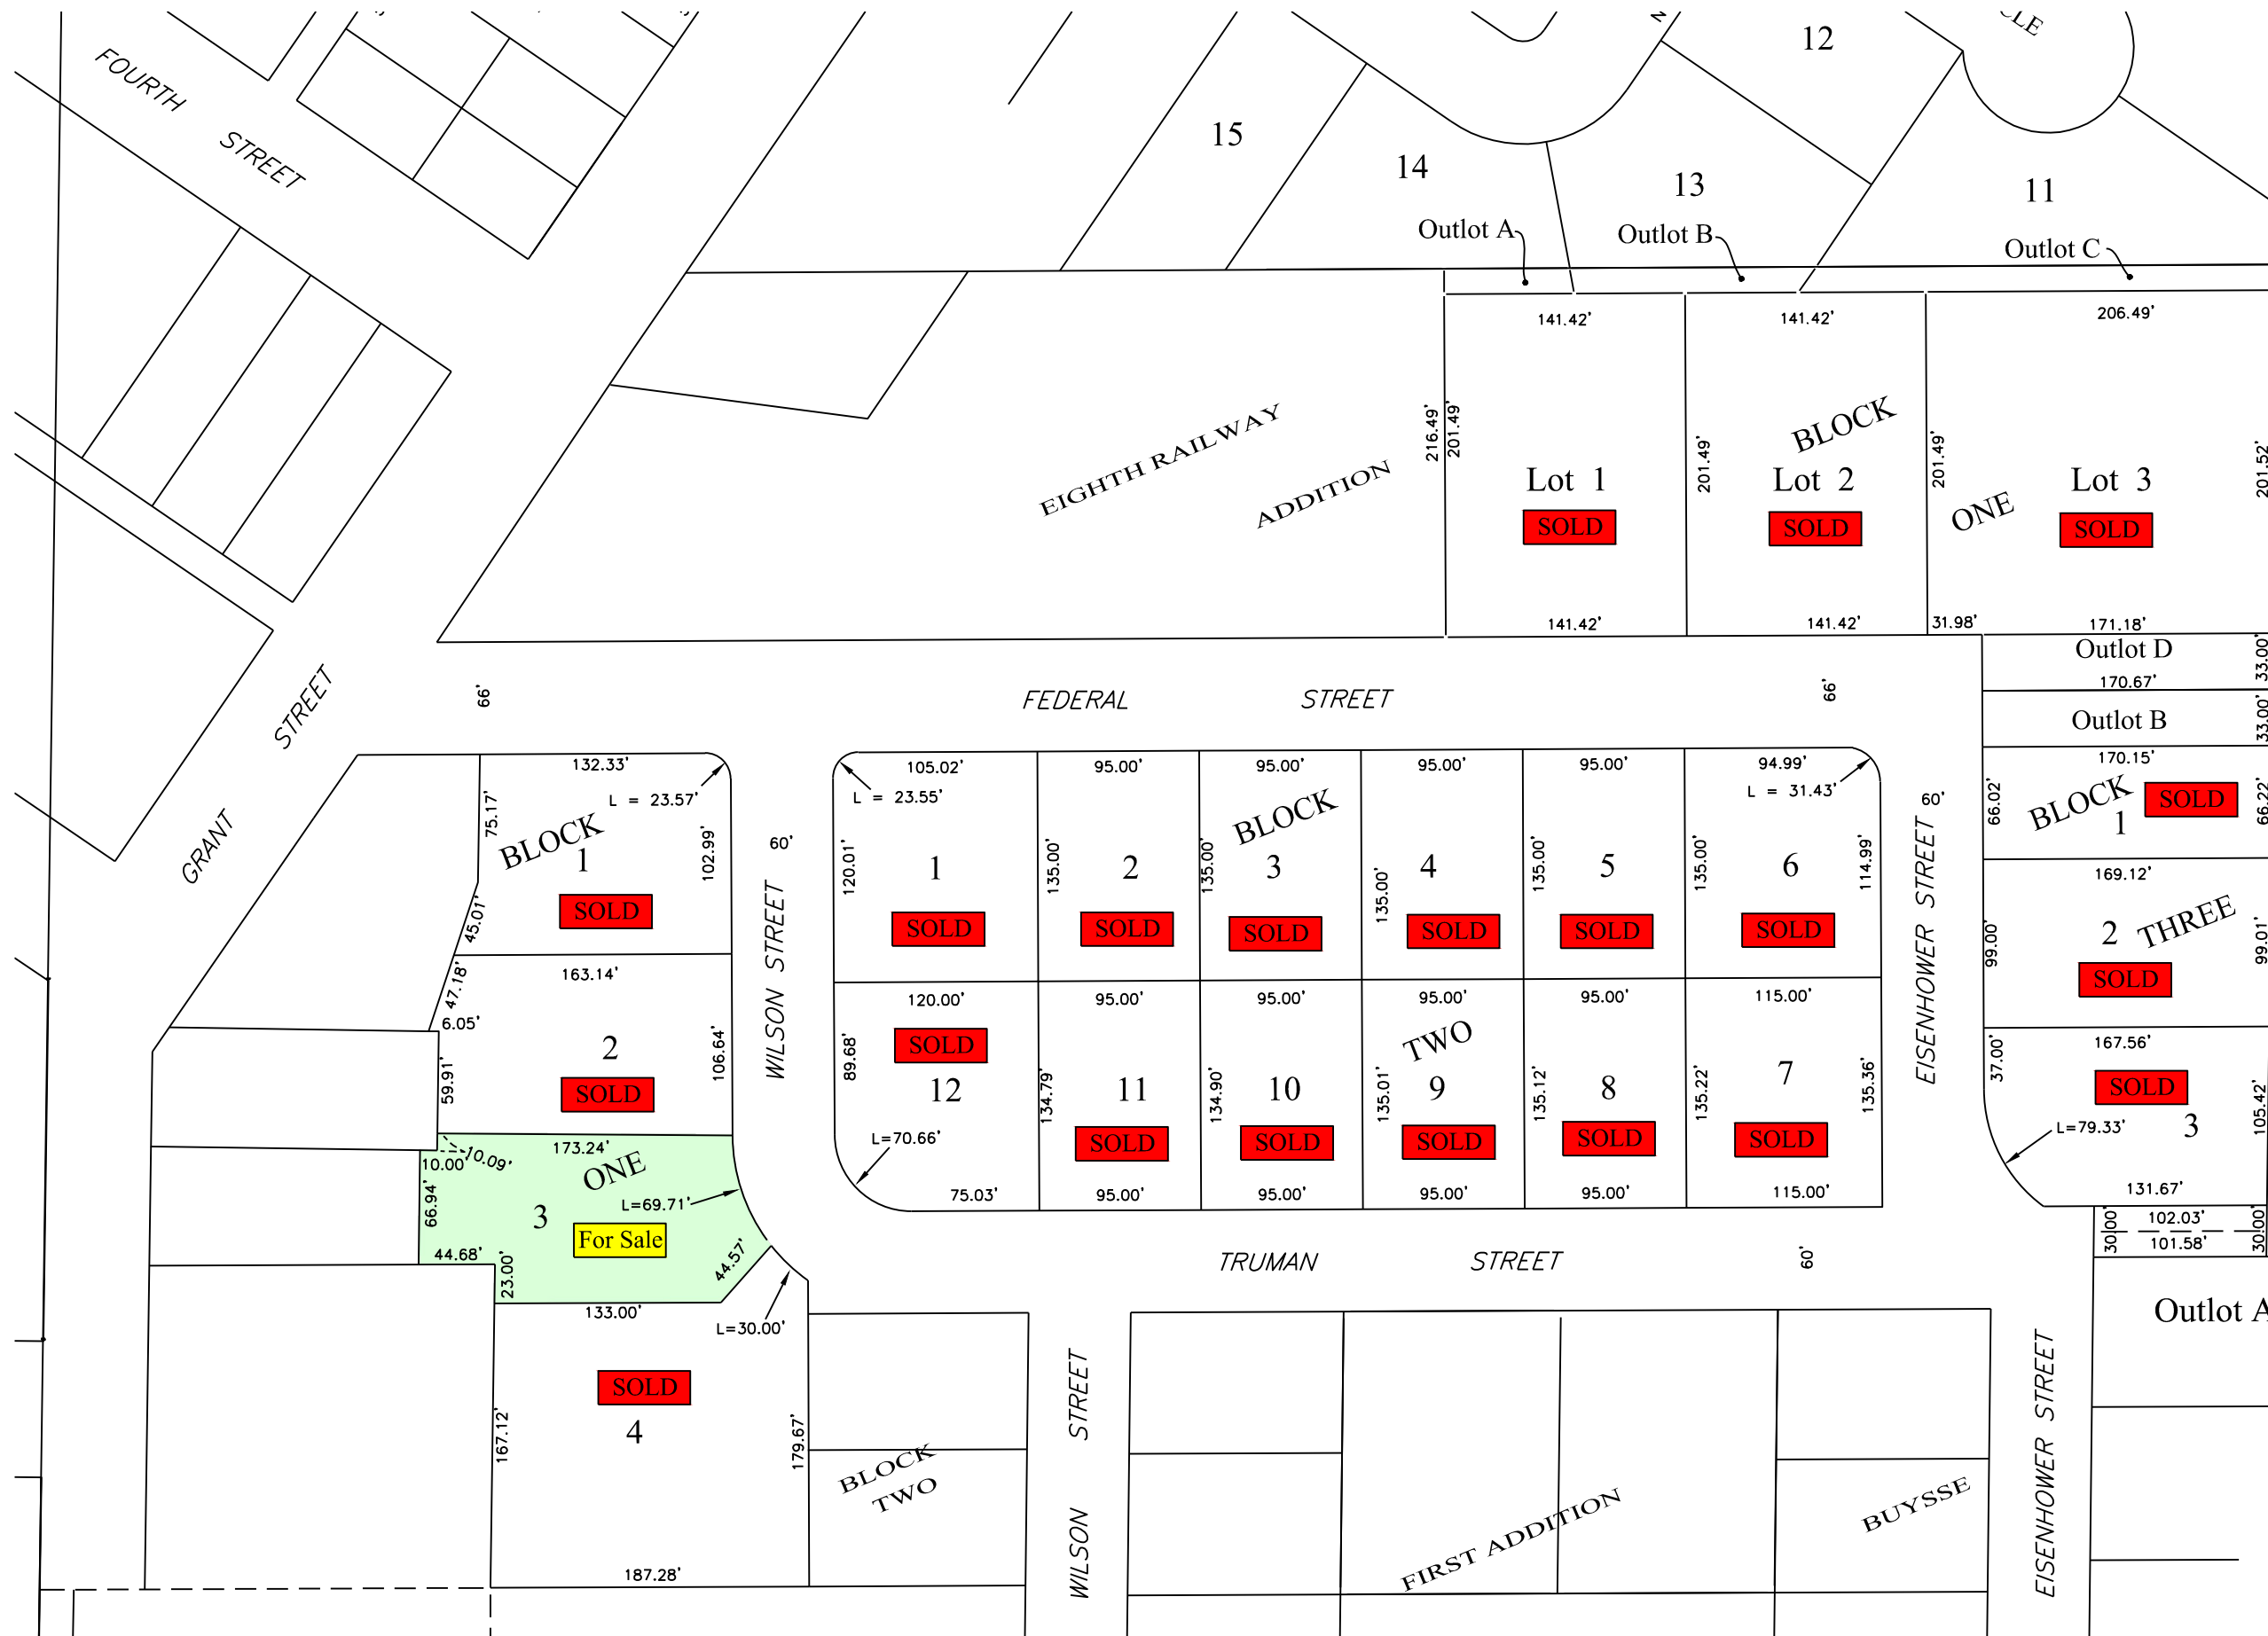 FOURTH
STREET
CLE
12
15
14
13
11
Outlot A
Outlot B
Outlot C
141.42'
141.42'
206.49'
EIGHTH RAILWAY
ADDITION
216.49'
201.49'
201.49'
201.49'
201.52'
BLOCK
ONE
Lot 1
SOLD
Lot 2
SOLD
Lot 3
SOLD
141.42'
141.42'
31.98'
171.18'
Outlot D
33.00'
170.67'
Outlot B
33.00'
170.15'
GRANT
STREET
66'
FEDERAL
STREET
66'
132.33'
L = 23.57'
75.17'
BLOCK
1
SOLD
102.99'
45.01'
163.14'
47.18'
6.05'
59.91'
2
SOLD
106.64'
173.24'
10.00'
10.09'
ONE
66.94'
3
L=69.71'
For Sale
44.68'
23.00'
44.57'
133.00'
L=30.00'
SOLD
4
167.12'
179.67'
187.28'
WILSON STREET
60'
105.02'
95.00'
95.00'
95.00'
95.00'
94.99'
L = 23.55'
L = 31.43'
BLOCK
120.01'
1
135.00'
2
135.00'
3
135.00'
4
135.00'
5
135.00'
6
114.99'
SOLD
SOLD
SOLD
SOLD
SOLD
SOLD
120.00'
95.00'
95.00'
95.00'
95.00'
115.00'
TWO
SOLD
89.68'
12
134.79'
11
134.90'
10
135.01'
9
135.12'
8
135.22'
7
135.36'
L=70.66'
SOLD
SOLD
SOLD
SOLD
SOLD
75.03'
95.00'
95.00'
95.00'
95.00'
115.00'
EISENHOWER STREET
60'
66.02'
BLOCK
1
SOLD
66.22'
169.12'
99.00'
2
THREE
SOLD
99.01'
167.56'
37.00'
SOLD
3
105.42'
L=79.33'
131.67'
102.03'
30.00'
30.00'
101.58'
Outlot A
TRUMAN
STREET
60'
BLOCK
TWO
WILSON
STREET
FIRST ADDITION
BUYSSE
EISENHOWER STREET